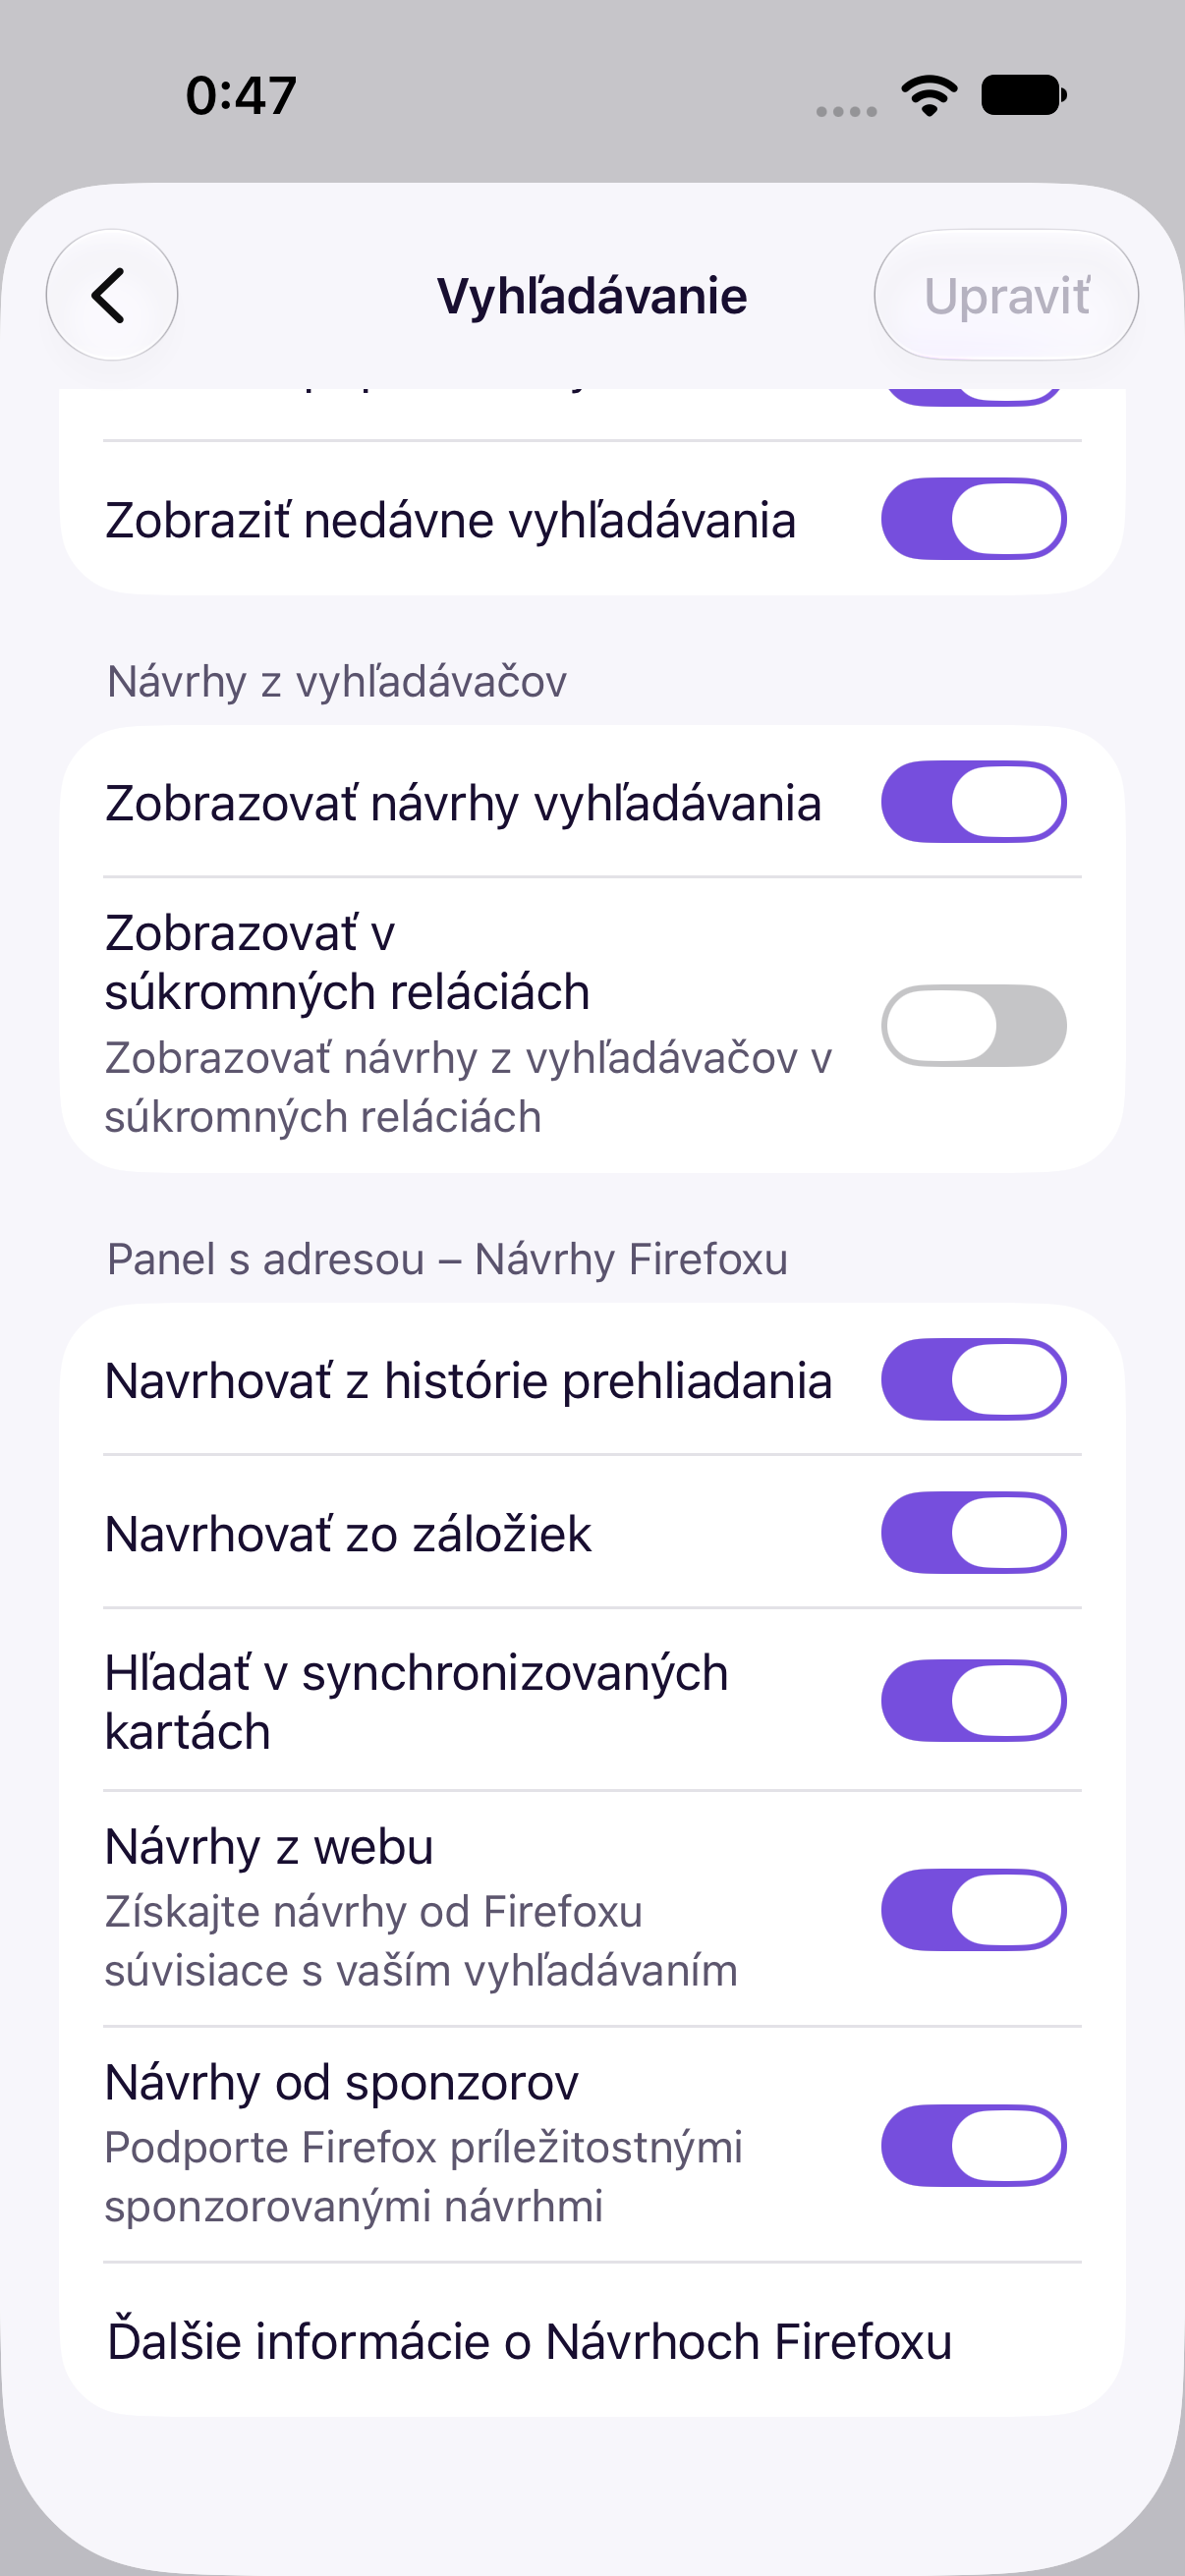 0:47
Vyhľadávanie
Upraviť
Zobraziť nedávne vyhľadávania
Návrhy z vyhľadávačov
Zobrazovať návrhy vyhľadávania
Zobrazovať v
súkromných reláciách
Zobrazovať návrhy z vyhľadávačov v
súkromných reláciách
Panel s adresou – Návrhy Firefoxu
Navrhovať z histórie prehliadania
Navrhovať zo záložiek
Hľadať v synchronizovaných
kartách
Návrhy z webu
Získajte návrhy od Firefoxu
súvisiace s vaším vyhľadávaním
Návrhy od sponzorov
Podporte Firefox príležitostnými
sponzorovanými návrhmi
Ďalšie informácie o Návrhoch Firefoxu